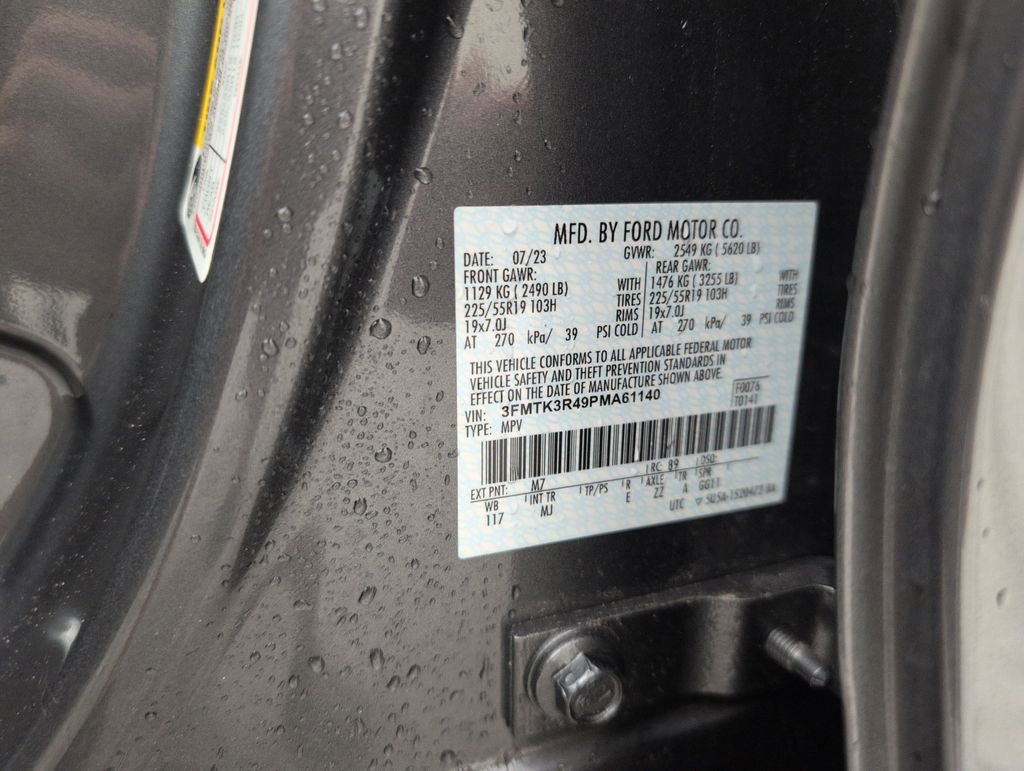 MFD. BY FORD MOTOR CO.
DATE: 07/23 GVWR: 2549 KG ( 5620 LB)
FRONT GAWR: REAR GAWR:
1129 KG ( 2490 LB) WITH 1476 KG ( 3255 LB) WITH
225/55R19 103H TIRES 225/55R19 103H TIRES
19x7.0J RIMS 19x7.0J RIMS
AT 270 kPa/ 39 PSI COLD AT 270 kPa/ 39 PSI COLD
THIS VEHICLE CONFORMS TO ALL APPLICABLE FEDERAL MOTOR
VEHICLE SAFETY AND THEFT PREVENTION STANDARDS IN
EFFECT ON THE DATE OF MANUFACTURE SHOWN ABOVE.
VIN: 3FMTK3R49PMA61140 F0076
TYPE: MPV T0141
EXT PNT: M7 RC: 89 DSO:
WB INT TR TP/PS R AXLE TR SPR
117 MJ E ZZ A GG11
UTC